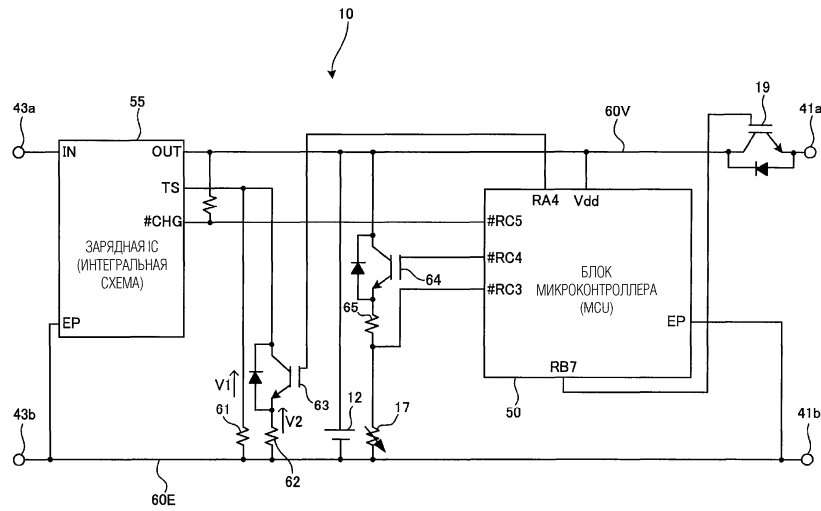 10
43a
55
60V
19
41a
IN
OUT
TS
#CHG
ЗАРЯДНАЯ IC
(ИНТЕГРАЛЬНАЯ
СХЕМА)
EP
RA4
Vdd
#RC5
#RC4
#RC3
БЛОК
МИКРОКОНТРОЛЛЕРА
(MCU)
EP
RB7
64
65
V1
V2
61
62
63
12
17
50
43b
41b
60E